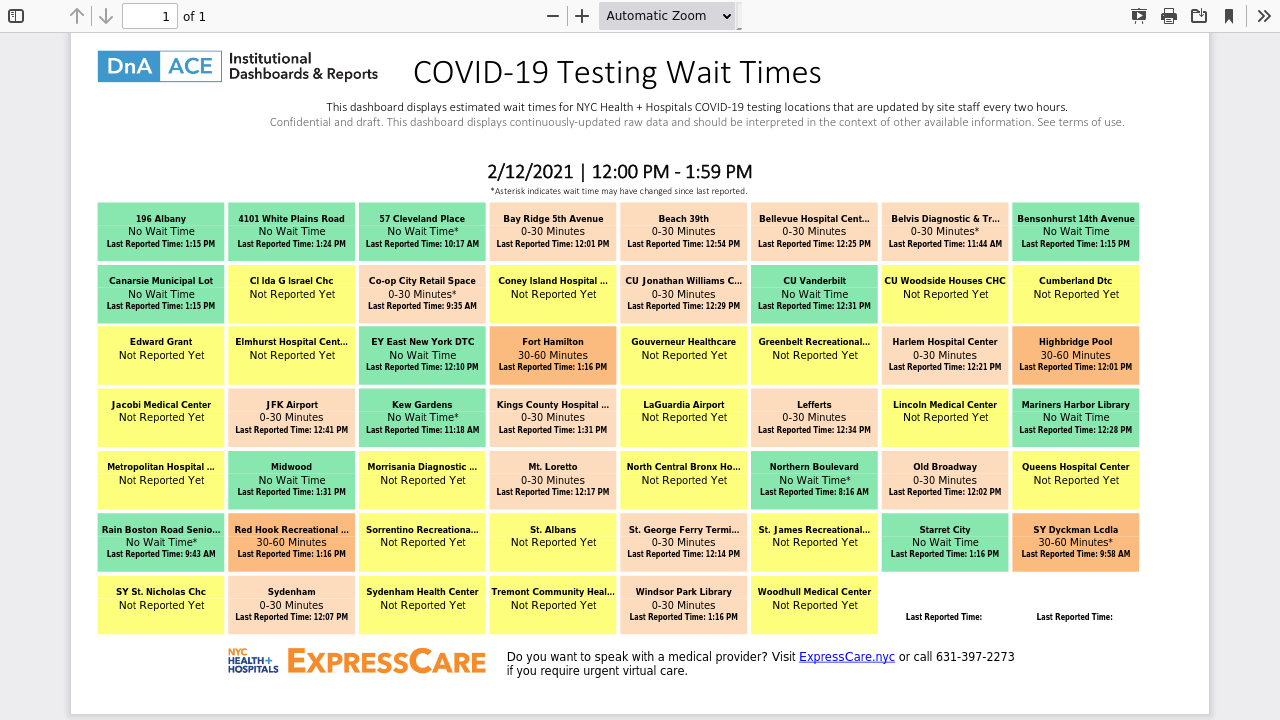 1 of 1 Automatic Zoom
DnA ACE Institutional Dashboards & Reports
COVID-19 Testing Wait Times
This dashboard displays estimated wait times for NYC Health + Hospitals COVID-19 testing locations that are updated by site staff every two hours.
Confidential and draft. This dashboard displays continuously-updated raw data and should be interpreted in the context of other available information. See terms of use.
2/12/2021 | 12:00 PM - 1:59 PM
*Asterisk indicates wait time may have changed since last reported.
196 Albany
No Wait Time
Last Reported Time: 1:15 PM
4101 White Plains Road
No Wait Time
Last Reported Time: 1:24 PM
57 Cleveland Place
No Wait Time*
Last Reported Time: 10:17 AM
Bay Ridge 5th Avenue
0-30 Minutes
Last Reported Time: 12:01 PM
Beach 39th
0-30 Minutes
Last Reported Time: 12:54 PM
Bellevue Hospital Cent...
0-30 Minutes
Last Reported Time: 12:25 PM
Belvis Diagnostic & Tr...
0-30 Minutes*
Last Reported Time: 11:44 AM
Bensonhurst 14th Avenue
No Wait Time
Last Reported Time: 1:15 PM
Canarsie Municipal Lot
No Wait Time
Last Reported Time: 1:15 PM
Cl Ida G Israel Chc
Not Reported Yet
Co-op City Retail Space
0-30 Minutes*
Last Reported Time: 9:35 AM
Coney Island Hospital ...
Not Reported Yet
CU Jonathan Williams C...
0-30 Minutes
Last Reported Time: 12:29 PM
CU Vanderbilt
No Wait Time
Last Reported Time: 12:31 PM
CU Woodside Houses CHC
Not Reported Yet
Cumberland Dtc
Not Reported Yet
Edward Grant
Not Reported Yet
Elmhurst Hospital Cent...
Not Reported Yet
EY East New York DTC
No Wait Time
Last Reported Time: 12:10 PM
Fort Hamilton
30-60 Minutes
Last Reported Time: 1:16 PM
Gouverneur Healthcare
Not Reported Yet
Greenbelt Recreational...
Not Reported Yet
Harlem Hospital Center
0-30 Minutes
Last Reported Time: 12:21 PM
Highbridge Pool
30-60 Minutes
Last Reported Time: 12:01 PM
Jacobi Medical Center
Not Reported Yet
JFK Airport
0-30 Minutes
Last Reported Time: 12:41 PM
Kew Gardens
No Wait Time*
Last Reported Time: 11:18 AM
Kings County Hospital ...
0-30 Minutes
Last Reported Time: 1:31 PM
LaGuardia Airport
Not Reported Yet
Lefferts
0-30 Minutes
Last Reported Time: 12:34 PM
Lincoln Medical Center
Not Reported Yet
Mariners Harbor Library
No Wait Time
Last Reported Time: 12:28 PM
Metropolitan Hospital ...
Not Reported Yet
Midwood
No Wait Time
Last Reported Time: 1:31 PM
Morrisania Diagnostic ...
Not Reported Yet
Mt. Loretto
0-30 Minutes
Last Reported Time: 12:17 PM
North Central Bronx Ho...
Not Reported Yet
Northern Boulevard
No Wait Time*
Last Reported Time: 8:16 AM
Old Broadway
0-30 Minutes
Last Reported Time: 12:02 PM
Queens Hospital Center
Not Reported Yet
Rain Boston Road Senio...
No Wait Time*
Last Reported Time: 9:43 AM
Red Hook Recreational ...
30-60 Minutes
Last Reported Time: 1:16 PM
Sorrentino Recreationa...
Not Reported Yet
St. Albans
Not Reported Yet
St. George Ferry Termi...
0-30 Minutes
Last Reported Time: 12:14 PM
St. James Recreational...
Not Reported Yet
Starret City
No Wait Time
Last Reported Time: 1:16 PM
SY Dyckman Lcdla
30-60 Minutes*
Last Reported Time: 9:58 AM
SY St. Nicholas Chc
Not Reported Yet
Sydenham
0-30 Minutes
Last Reported Time: 12:07 PM
Sydenham Health Center
Not Reported Yet
Tremont Community Heal...
Not Reported Yet
Windsor Park Library
0-30 Minutes
Last Reported Time: 1:16 PM
Woodhull Medical Center
Not Reported Yet
Last Reported Time:
Last Reported Time:
NYC HEALTH+ HOSPITALS
EXPRESSCARE
Do you want to speak with a medical provider? Visit ExpressCare.nyc or call 631-397-2273
if you require urgent virtual care.